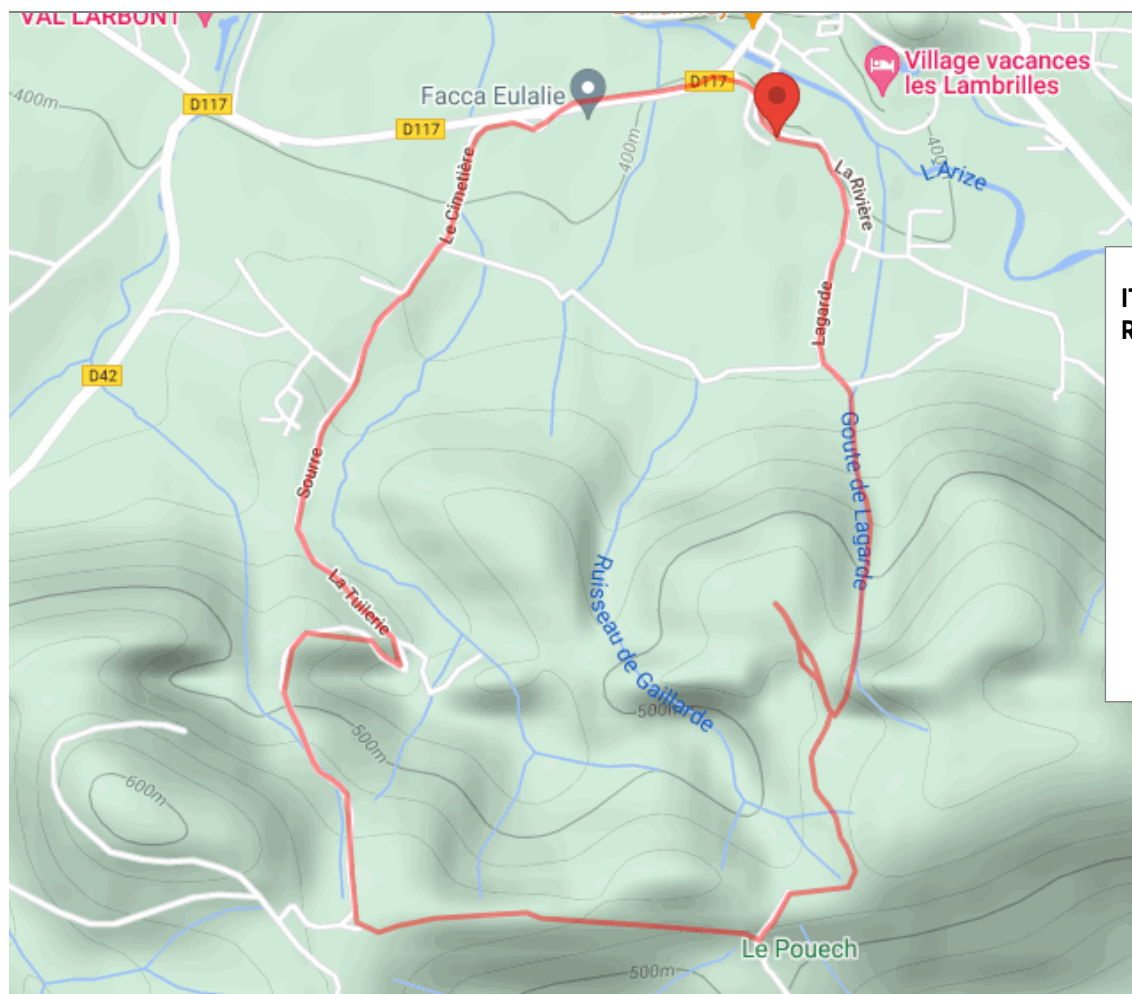 VAL LARBONT
Village vacances
les Lambrilles
D117
Facca Eulalie
D117
D117
400m
400m
400m
L'Arize
La Rivière
Le Cimetière
Lagarde
D42
Goute de Lagarde
Sourre
La Tuilerie
Ruisseau de Gaillarde
500m
500m
600m
Le Pouech
500m